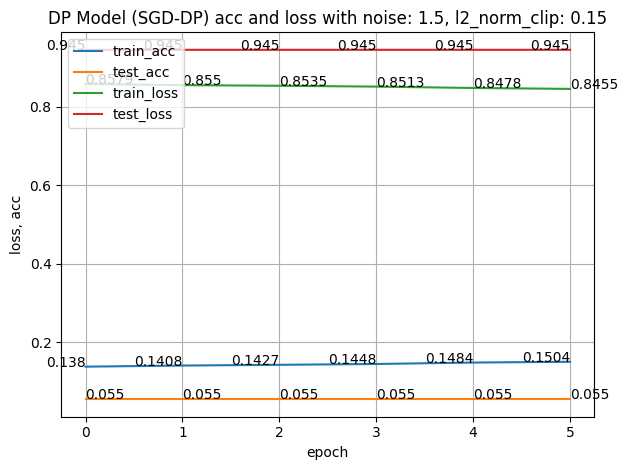 DP Model (SGD-DP) acc and loss with noise: 1.5, l2_norm_clip: 0.15
0.945 0.945 0.945 0.945 0.945 0.945
train_acc
test_acc
train_loss
test_loss
0.8579 0.855 0.8535 0.8513 0.8478 0.8455
0.8
0.6
0.4
0.2
loss, acc
0.138 0.1408 0.1427 0.1448 0.1484 0.1504
0.055 0.055 0.055 0.055 0.055 0.055
0 1 2 3 4 5
epoch